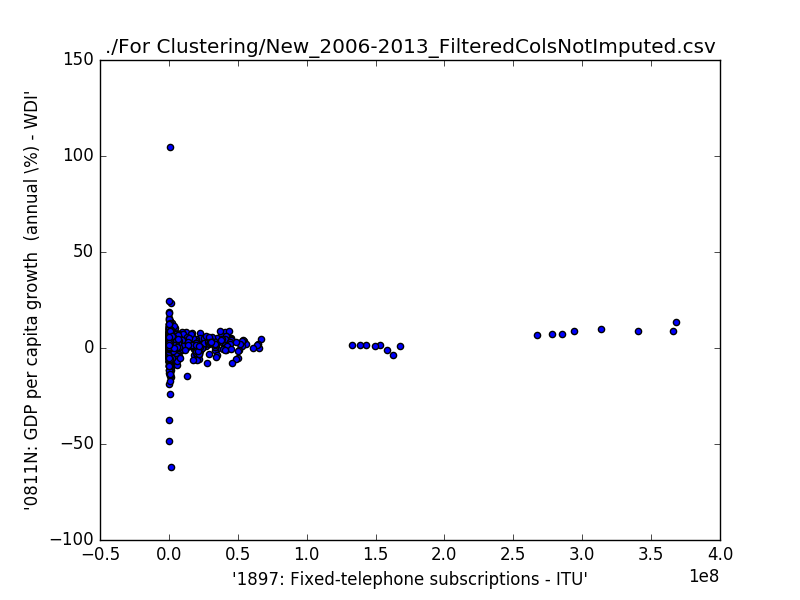 ./For Clustering/New_2006-2013_FilteredColsNotImputed.csv
150
100
50
0
−50
−100
'0811N: GDP per capita growth  (annual \%) - WDI'
−0.5 0.0 0.5 1.0 1.5 2.0 2.5 3.0 3.5 4.0
1e8
'1897: Fixed-telephone subscriptions - ITU'